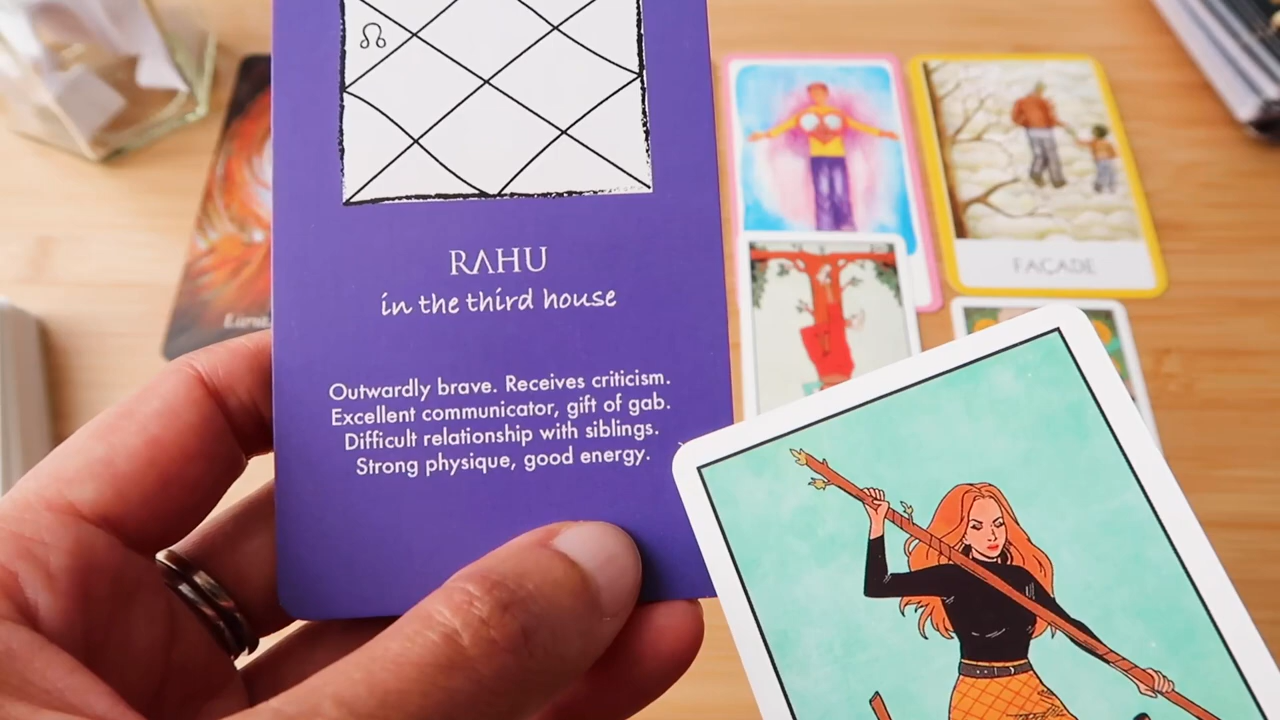 RAHU
in the third house
Outwardly brave. Receives criticism.
Excellent communicator, gift of gab.
Difficult relationship with siblings.
Strong physique, good energy.
FAÇADE